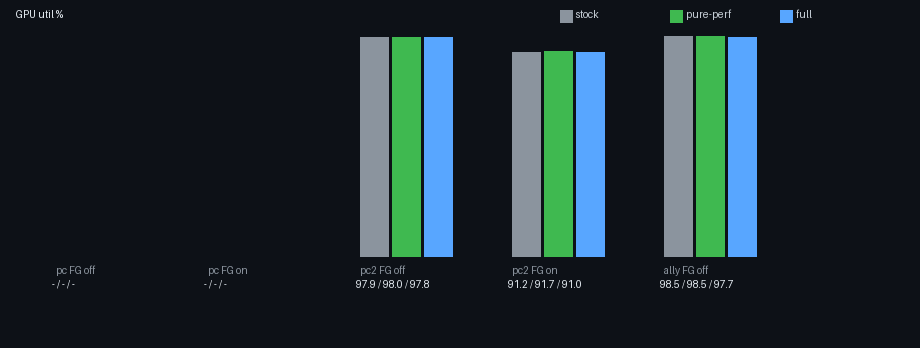 GPU util %
stock
pure-perf
full
pc FG off
pc FG on
pc2 FG off
pc2 FG on
ally FG off
-/-/-
-/-/-
97.9 / 98.0 / 97.8
91.2 / 91.7 / 91.0
98.5 / 98.5 / 97.7